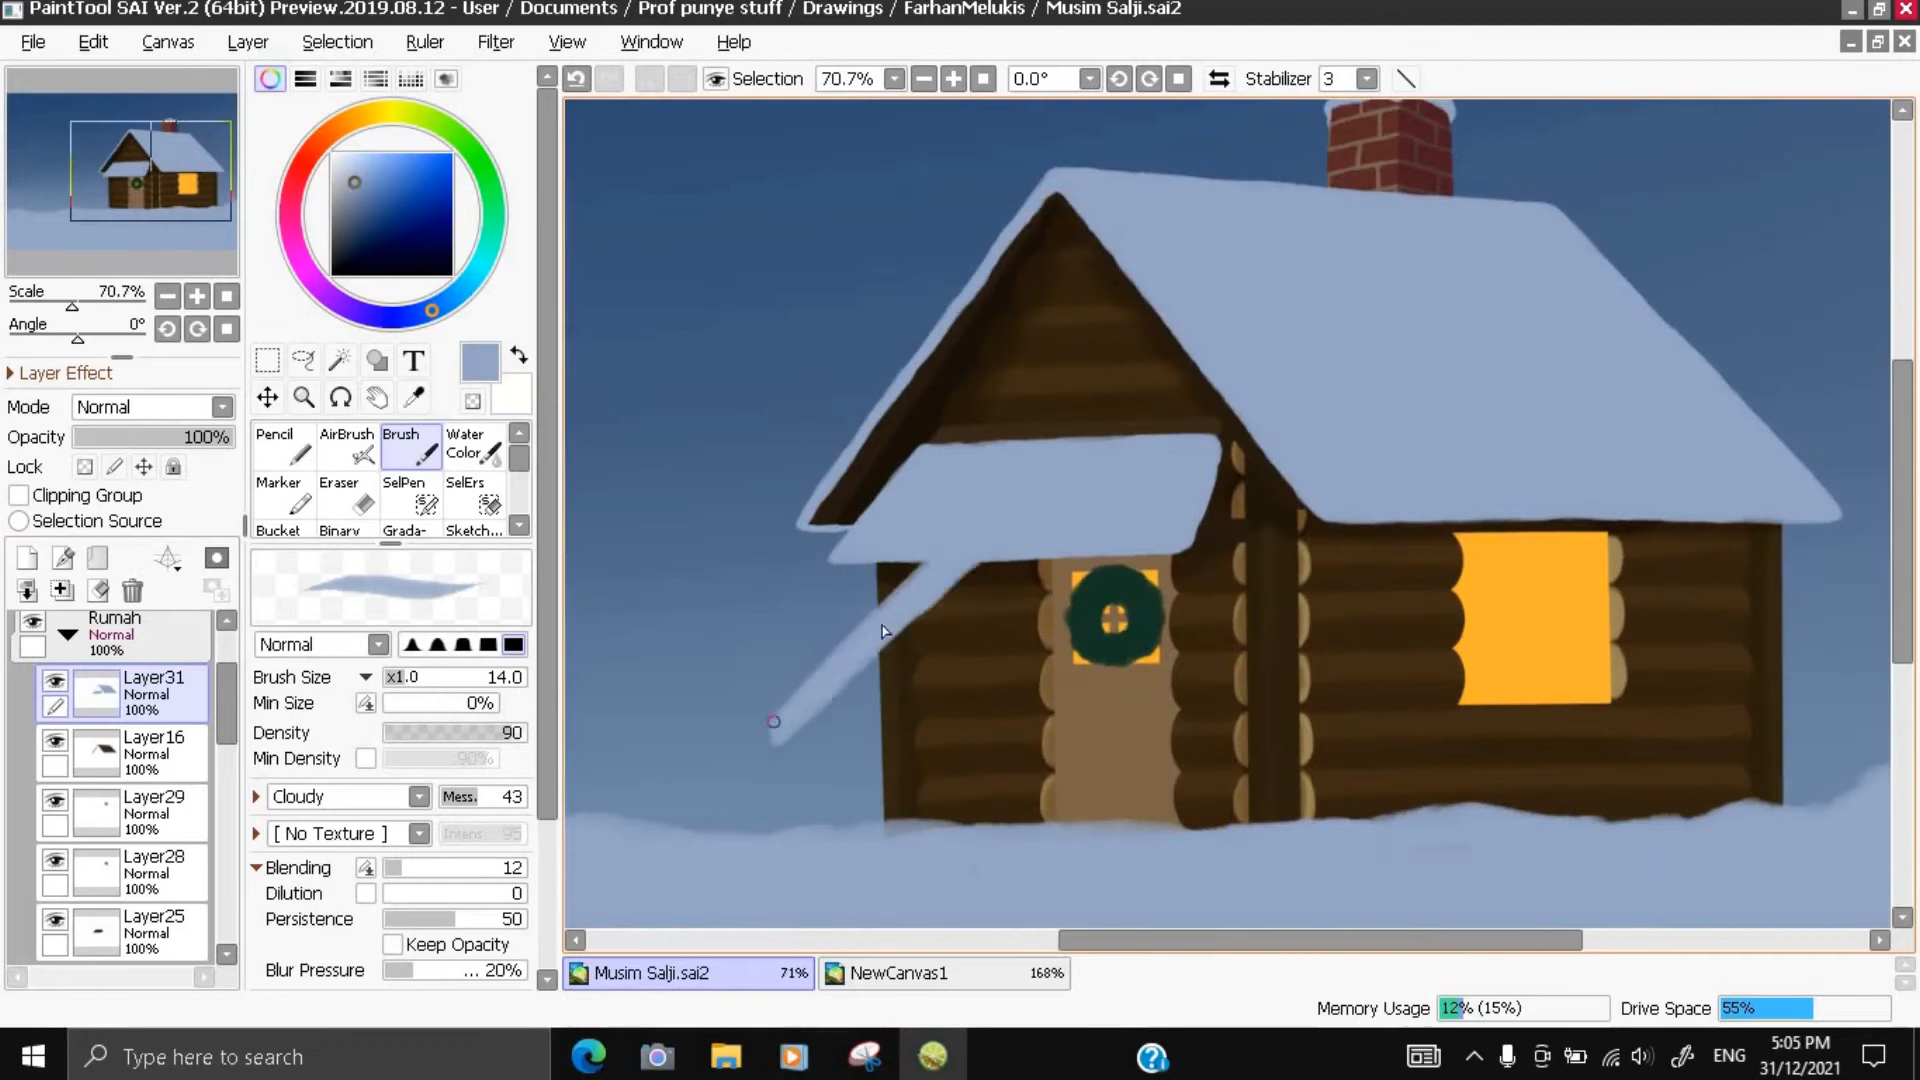 PaintTool SAI Ver.2 (64bit) Preview.2019.08.12 - User / Documents / Prof punye stuff / Drawings / FarhanMelukis / Musim Salji.sai2
File Edit Canvas Layer Selection Ruler Filter View Window Help
Selection 70.7% 0.0° Stabilizer 3
Scale 70.7%
Angle 0°
Layer Effect
Mode Normal
Opacity 100%
Lock
Clipping Group
Selection Source
Rumah
Normal
100%
Layer31
Normal
100%
Layer16
Normal
100%
Layer29
Normal
100%
Layer28
Normal
100%
Layer25
Normal
100%
T
Pencil AirBrush Brush Water Color
Marker Eraser SelPen SelErs
Bucket Binary Grada- Sketch...
Normal
Brush Size x1.0 14.0
Min Size 0%
Density 90
Min Density 90%
Cloudy Mess. 43
[ No Texture ] Intens. 95
Blending 12
Dilution 0
Persistence 50
Keep Opacity
Blur Pressure ... 20%
Musim Salji.sai2 71% NewCanvas1 168%
Memory Usage 12% (15%) Drive Space 55%
Type here to search
ENG
5:05 PM
31/12/2021